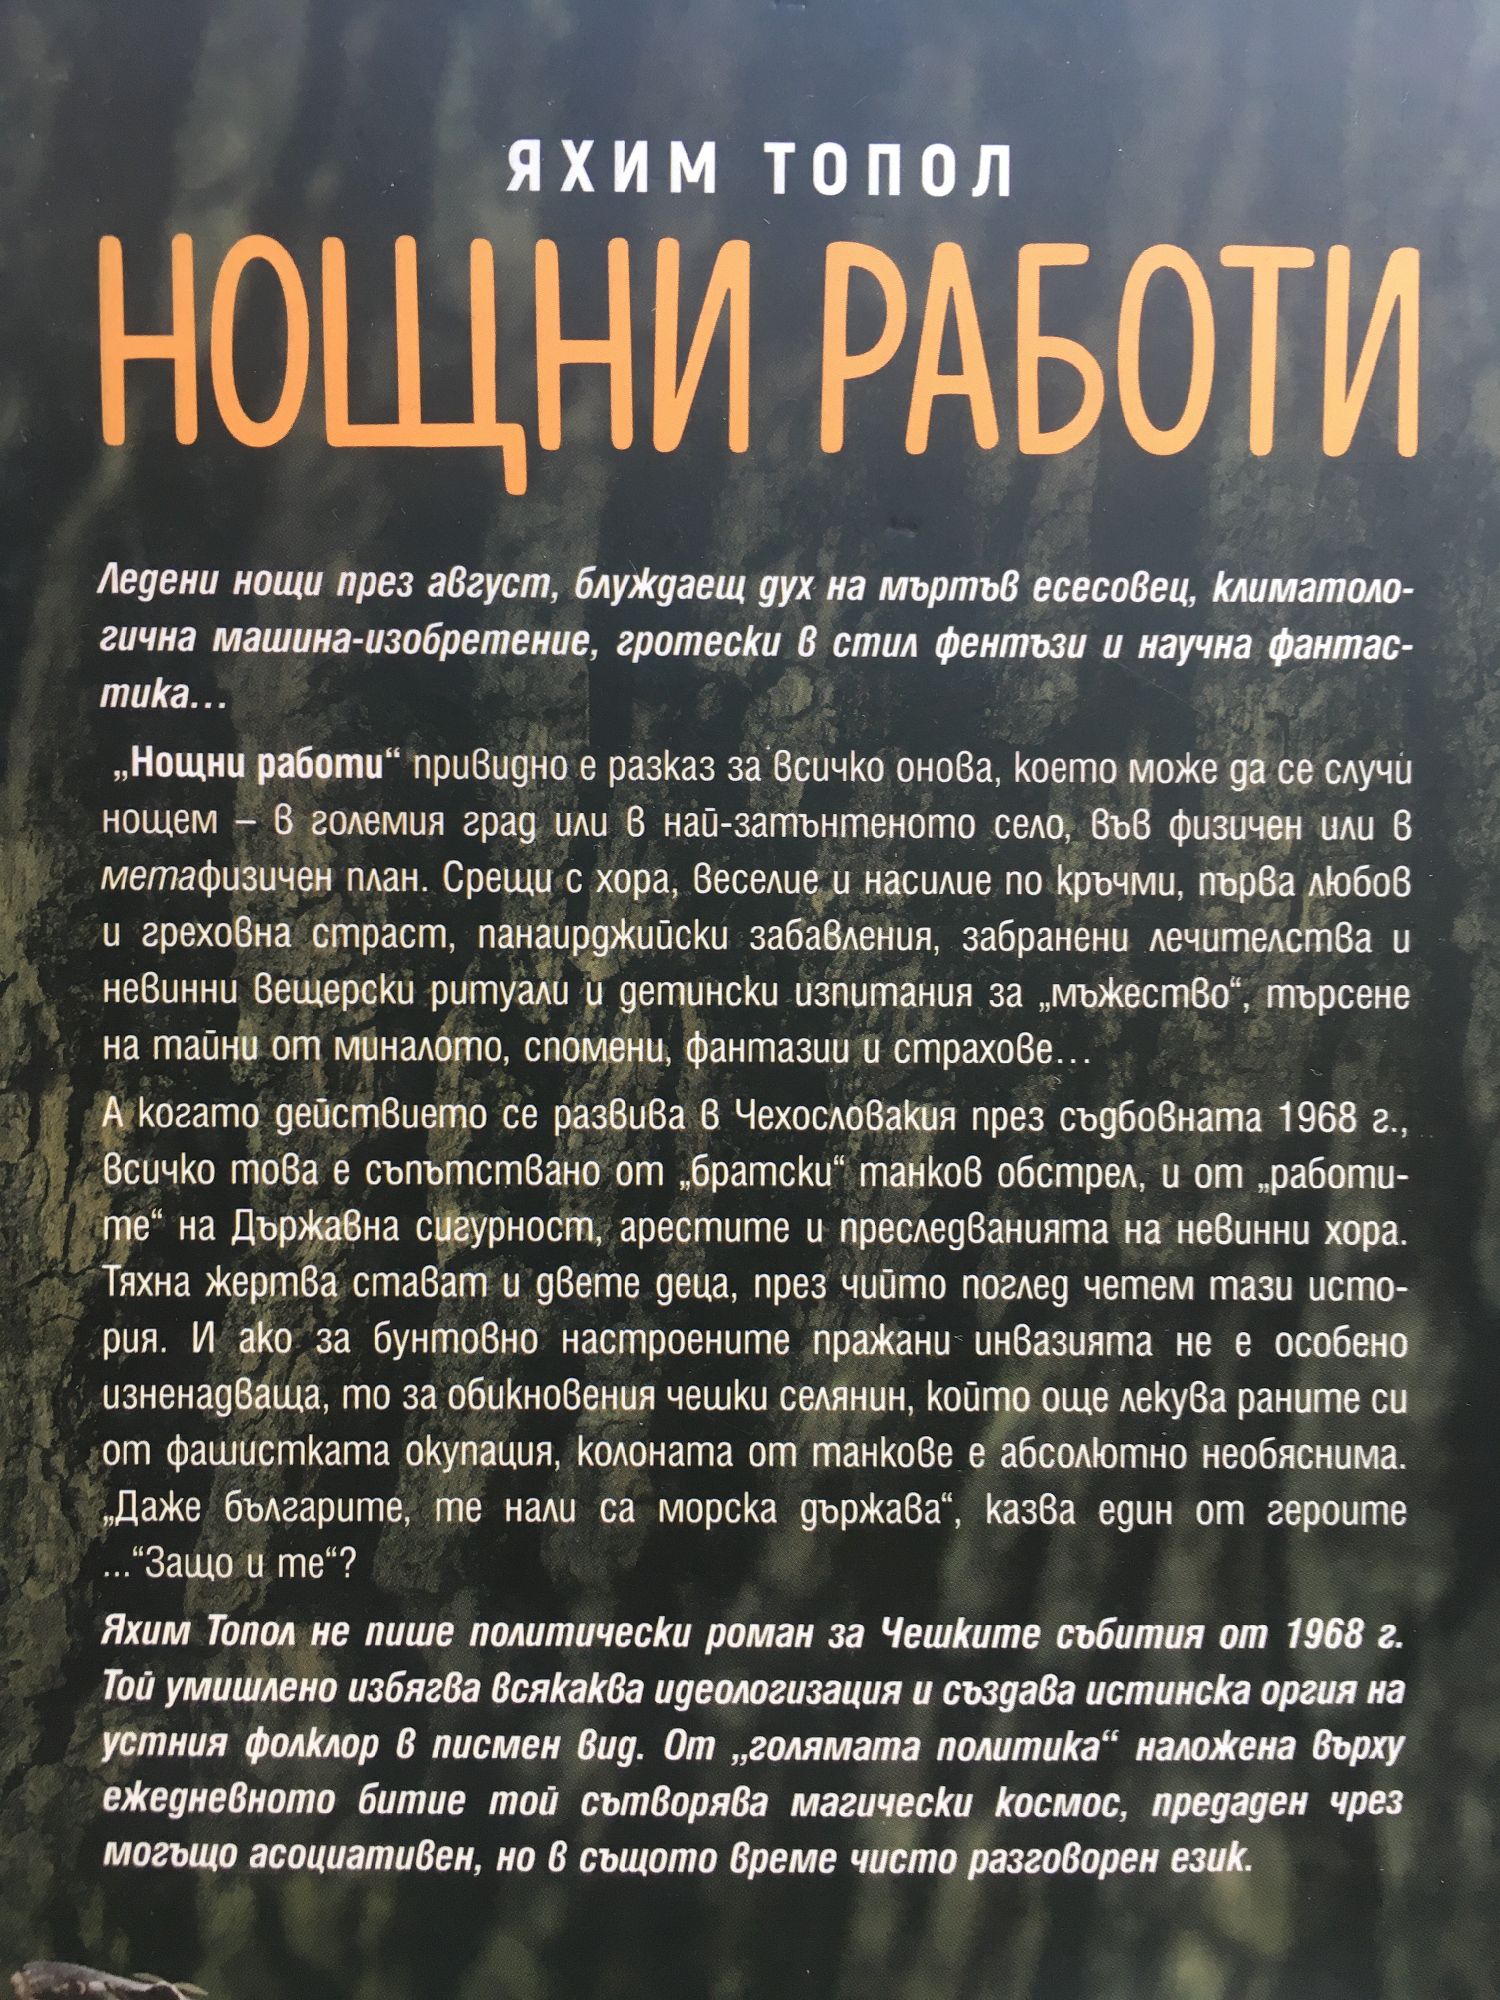 ЯХИМ ТОПОЛ
НОЩНИ РАБОТИ
Ледени нощи през август, блуждаещ дух на мъртъв есесовец, климатоло-
гична машина-изобретение, гротески в стил фентъзи и научна фантас-
тика...
„Нощни работи“ привидно е разказ за всичко онова, което може да се случи
нощем – в големия град или в най-затънтеното село, във физичен или в
метафизичен план. Срещи с хора, веселие и насилие по кръчми, първа любов
и греховна страст, панаирджийски забавления, забранени лечителства и
невинни вещерски ритуали и детински изпитания за „мъжество“, търсене
на тайни от миналото, спомени, фантазии и страхове...
А когато действието се развива в Чехословакия през съдбовната 1968 г.,
всичко това е съпътствано от „братски“ танков обстрел, и от „работи-
те“ на Държавна сигурност, арестите и преследванията на невинни хора.
Тяхна жертва стават и двете деца, през чийто поглед четем тази исто-
рия. И ако за бунтовно настроените пражани инвазията не е особено
изненадваща, то за обикновения чешки селянин, който още лекува раните си
от фашистката окупация, колоната от танкове е абсолютно необяснима.
„Даже българите, те нали са морска държава“, казва един от героите
...“Защо и те“?
Яхим Топол не пише политически роман за Чешките събития от 1968 г.
Той умишлено избягва всякаква идеологизация и създава истинска оргия на
устния фолклор в писмен вид. От „голямата политика“ наложена върху
ежедневното битие той сътворява магически космос, предаден чрез
могъщо асоциативен, но в същото време чисто разговорен език.